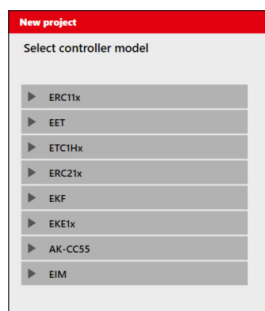 New project
Select controller model
ERC11x
EET
ETC1Hx
ERC21x
EKF
EKE1x
AK-CC55
EIM